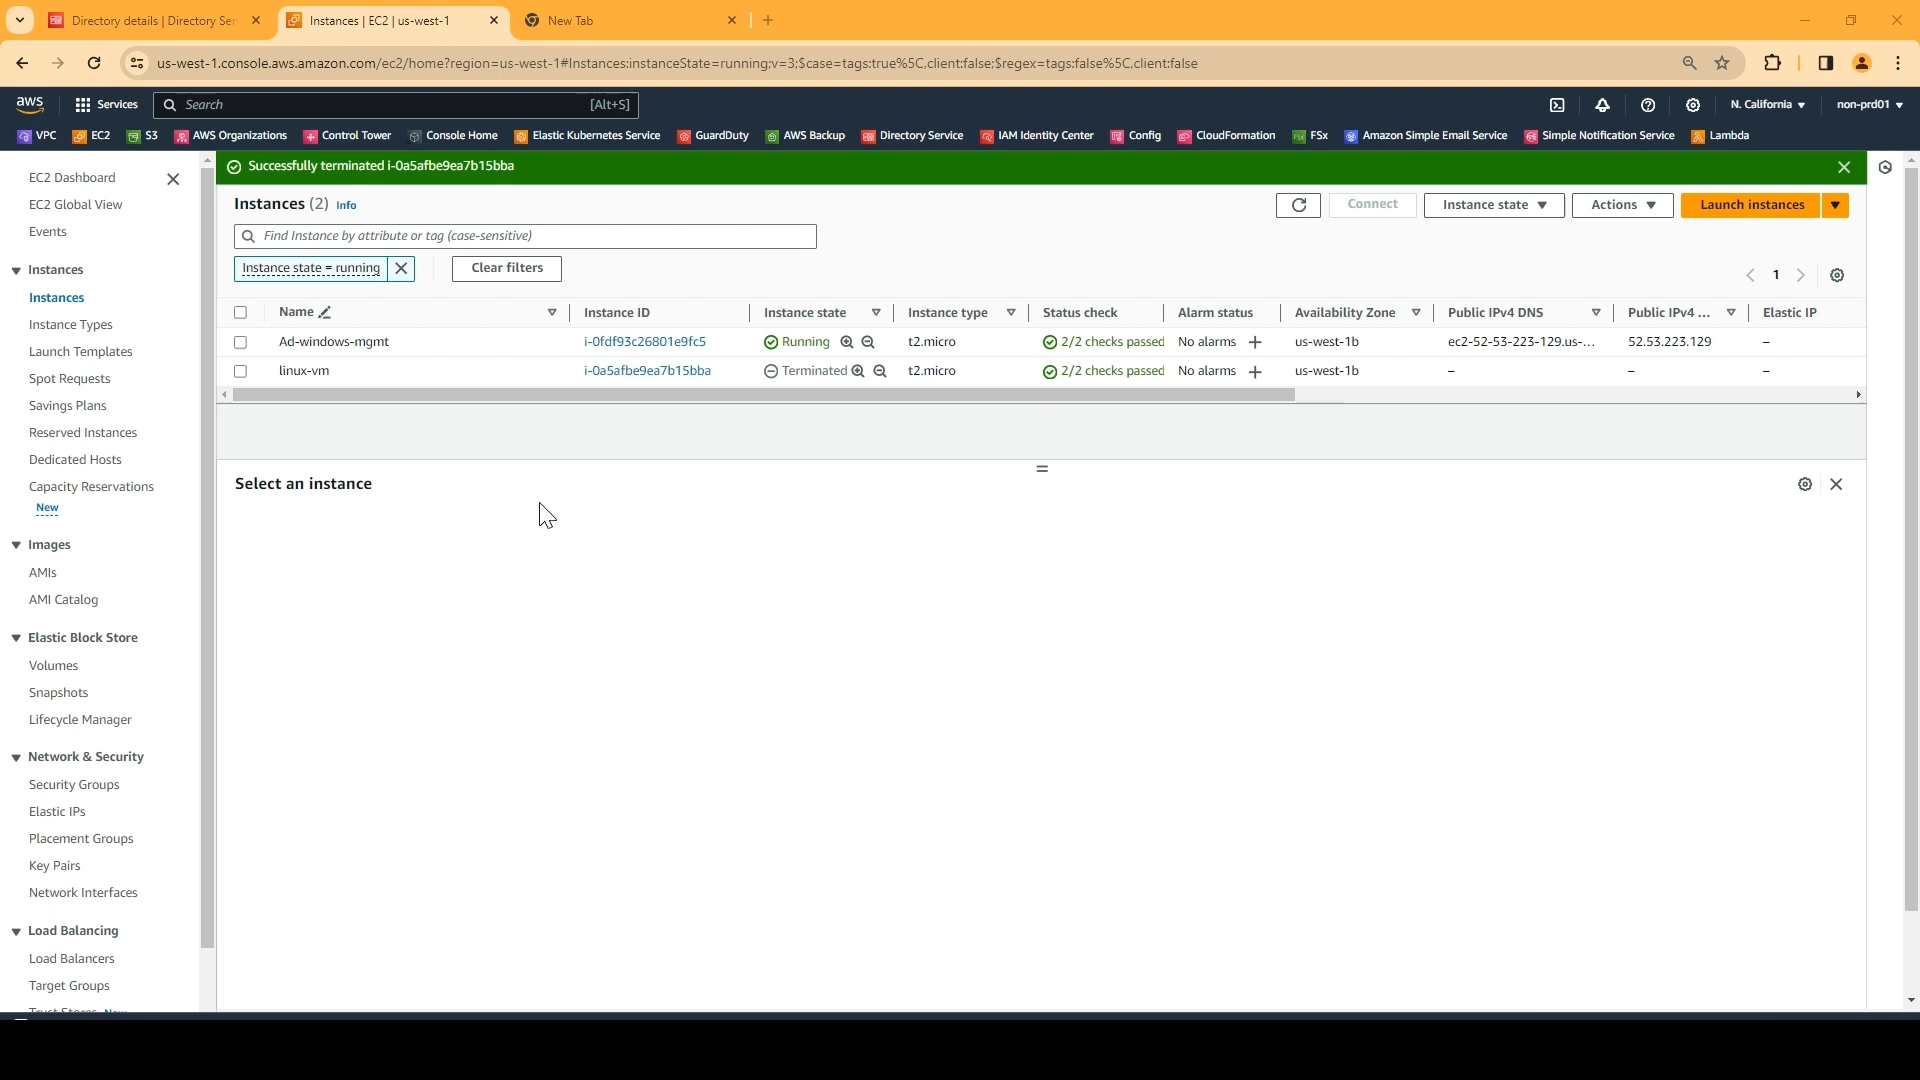 Directory details | Directory Ser
Instances | EC2 | us-west-1
New Tab
us-west-1.console.aws.amazon.com/ec2/home?region=us-west-1#Instances:instanceState=running;v=3;$case=tags:true%5C,client:false;$regex=tags:false%5C,client:false
aws
Services
Search [Alt+S]
N. California
non-prd01
VPC EC2 S3 AWS Organizations Control Tower Console Home Elastic Kubernetes Service GuardDuty AWS Backup Directory Service IAM Identity Center Config CloudFormation FSx Amazon Simple Email Service Simple Notification Service Lambda
EC2 Dashboard
EC2 Global View
Events
Instances
Instances
Instance Types
Launch Templates
Spot Requests
Savings Plans
Reserved Instances
Dedicated Hosts
Capacity Reservations
New
Images
AMIs
AMI Catalog
Elastic Block Store
Volumes
Snapshots
Lifecycle Manager
Network & Security
Security Groups
Elastic IPs
Placement Groups
Key Pairs
Network Interfaces
Load Balancing
Load Balancers
Target Groups
Trust Stores New
Successfully terminated i-0a5afbe9ea7b15bba
Instances (2) Info
Connect
Instance state
Actions
Launch instances
Find Instance by attribute or tag (case-sensitive)
Instance state = running
Clear filters
1
Name Instance ID Instance state Instance type Status check Alarm status Availability Zone Public IPv4 DNS Public IPv4 ... Elastic IP
Ad-windows-mgmt i-0fdf93c26801e9fc5 Running t2.micro 2/2 checks passed No alarms us-west-1b ec2-52-53-223-129.us-... 52.53.223.129 –
linux-vm i-0a5afbe9ea7b15bba Terminated t2.micro 2/2 checks passed No alarms us-west-1b – – –
Select an instance